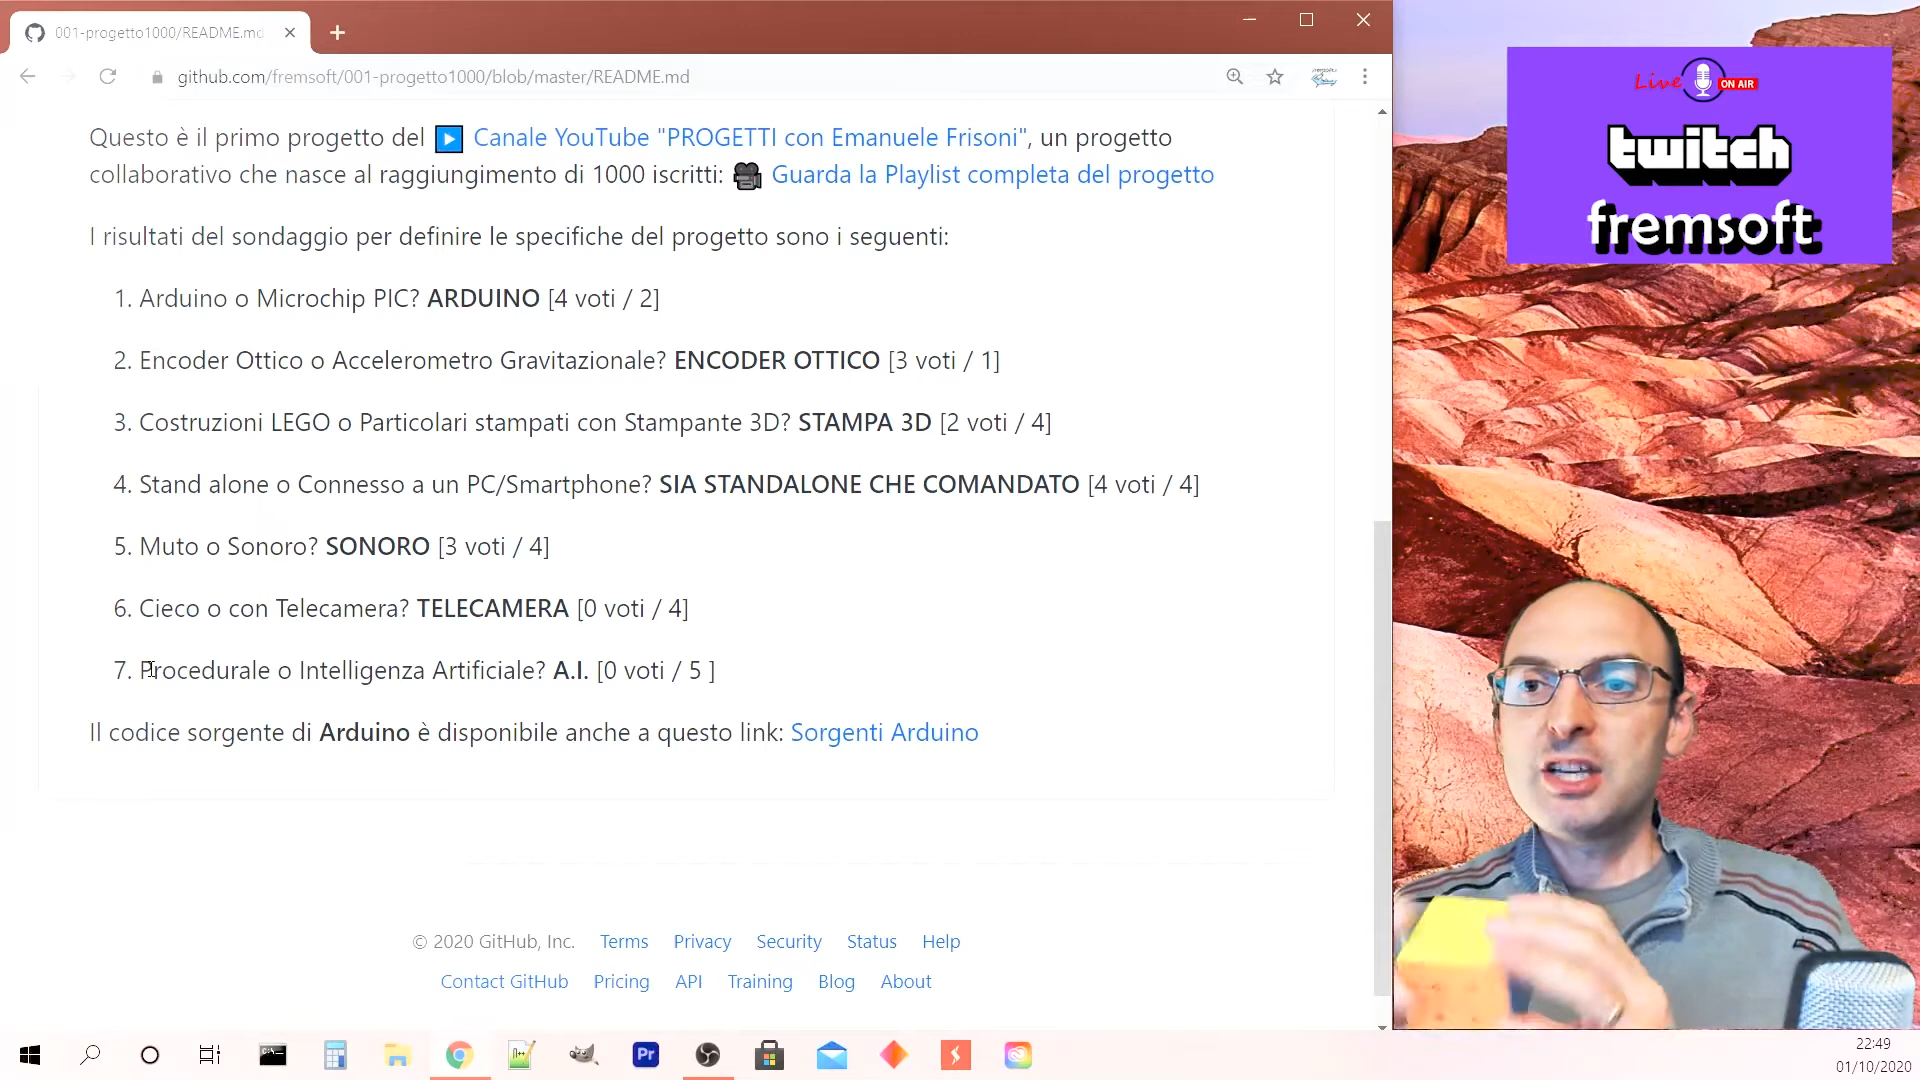 001-progetto1000/README.md
github.com/fremsoft/001-progetto1000/blob/master/README.md
Questo è il primo progetto del Canale YouTube "PROGETTI con Emanuele Frisoni", un progetto
collaborativo che nasce al raggiungimento di 1000 iscritti: Guarda la Playlist completa del progetto
I risultati del sondaggio per definire le specifiche del progetto sono i seguenti:
1. Arduino o Microchip PIC? ARDUINO [4 voti / 2]
2. Encoder Ottico o Accelerometro Gravitazionale? ENCODER OTTICO [3 voti / 1]
3. Costruzioni LEGO o Particolari stampati con Stampante 3D? STAMPA 3D [2 voti / 4]
4. Stand alone o Connesso a un PC/Smartphone? SIA STANDALONE CHE COMANDATO [4 voti / 4]
5. Muto o Sonoro? SONORO [3 voti / 4]
6. Cieco o con Telecamera? TELECAMERA [0 voti / 4]
7. Procedurale o Intelligenza Artificiale? A.I. [0 voti / 5 ]
Il codice sorgente di Arduino è disponibile anche a questo link: Sorgenti Arduino
© 2020 GitHub, Inc. Terms Privacy Security Status Help
Contact GitHub Pricing API Training Blog About
Live ON AIR
twitch
fremsoft
Pr
22:49
01/10/2020